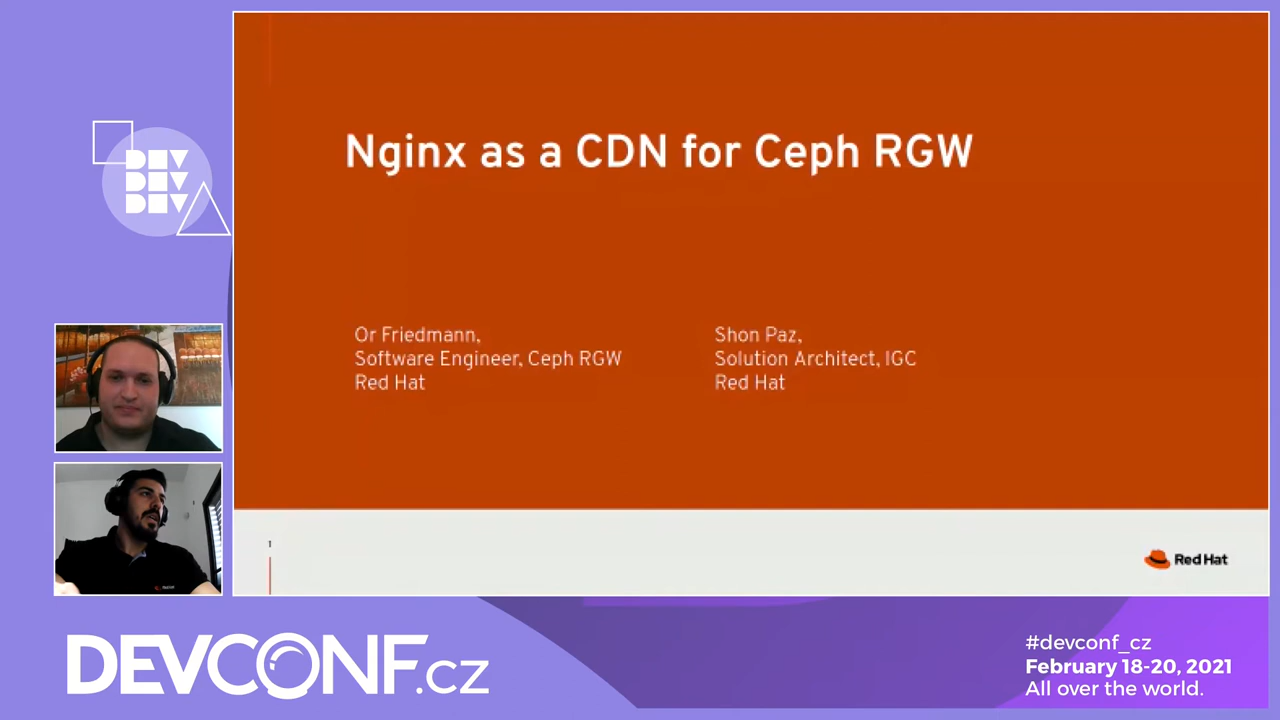 Nginx as a CDN for Ceph RGW
Or Friedmann,
Software Engineer, Ceph RGW
Red Hat
Shon Paz,
Solution Architect, IGC
Red Hat
1
Red Hat
DEV
DEV
DEV
DEVCONF.cz
#devconf_cz
February 18-20, 2021
All over the world.